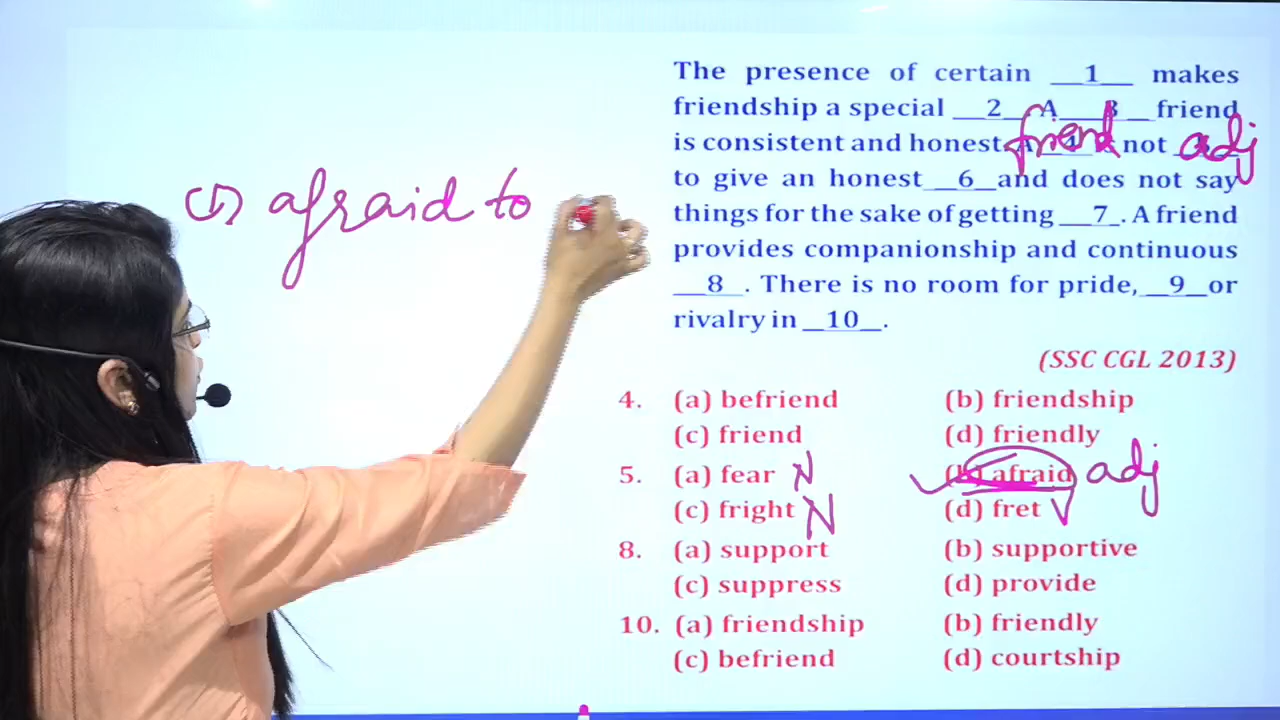 The presence of certain __1__ makes
friendship a special __2__ A __3__ friend
is consistent and honest. A __4__ not
friend adj
(5) afraid to
to give an honest __6__ and does not say
things for the sake of getting __7__. A friend
provides companionship and continuous
__8__. There is no room for pride, __9__ or
rivalry in __10__.
(SSC CGL 2013)
4. (a) befriend (b) friendship
(c) friend (d) friendly
5. (a) fear N (b) afraid adj
(c) fright N (d) fret V
8. (a) support (b) supportive
(c) suppress (d) provide
10. (a) friendship (b) friendly
(c) befriend (d) courtship